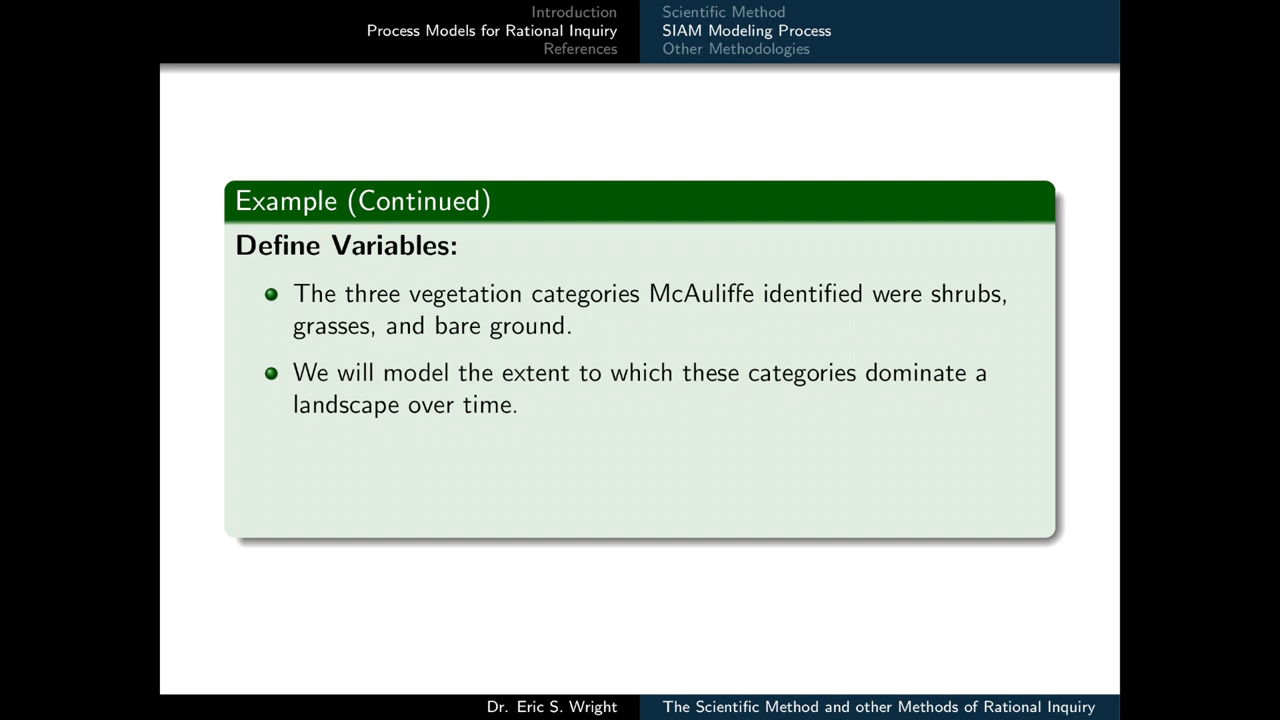 Introduction
Process Models for Rational Inquiry
References
Scientific Method
SIAM Modeling Process
Other Methodologies
Example (Continued)
Define Variables:
The three vegetation categories McAuliffe identified were shrubs,
grasses, and bare ground.
We will model the extent to which these categories dominate a
landscape over time.
Dr. Eric S. Wright
The Scientific Method and other Methods of Rational Inquiry